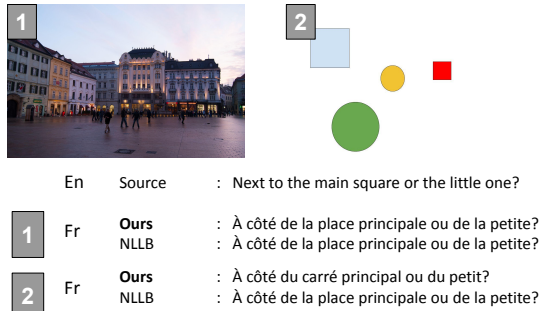 1
2
En Source : Next to the main square or the little one?
1 Fr Ours : À côté de la place principale ou de la petite?
NLLB : À côté de la place principale ou de la petite?
2 Fr Ours : À côté du carré principal ou du petit?
NLLB : À côté de la place principale ou de la petite?